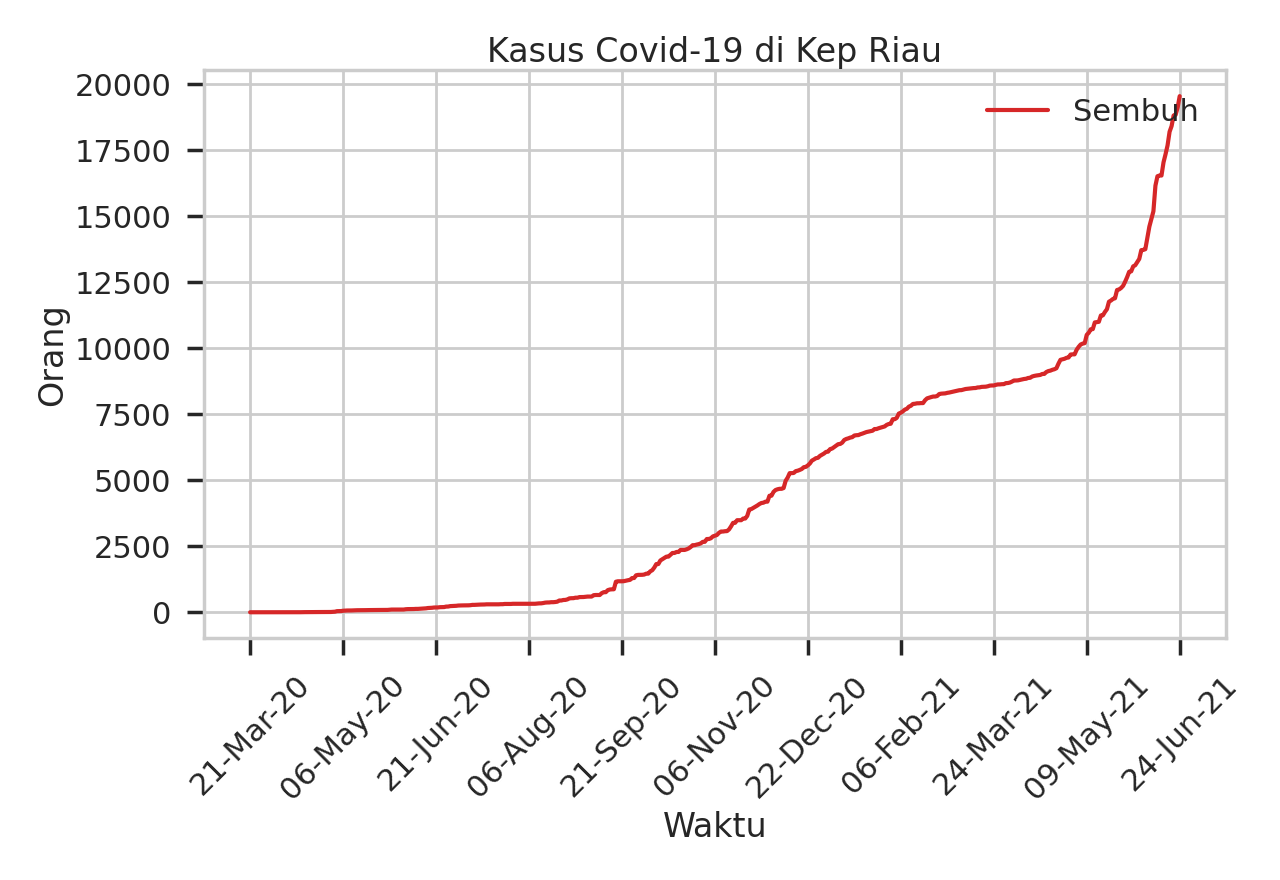 Kasus Covid-19 di Kep Riau
Sembuh
20000
17500
15000
12500
10000
7500
5000
2500
0
Orang
21-Mar-20
06-May-20
21-Jun-20
06-Aug-20
21-Sep-20
06-Nov-20
22-Dec-20
06-Feb-21
24-Mar-21
09-May-21
24-Jun-21
Waktu